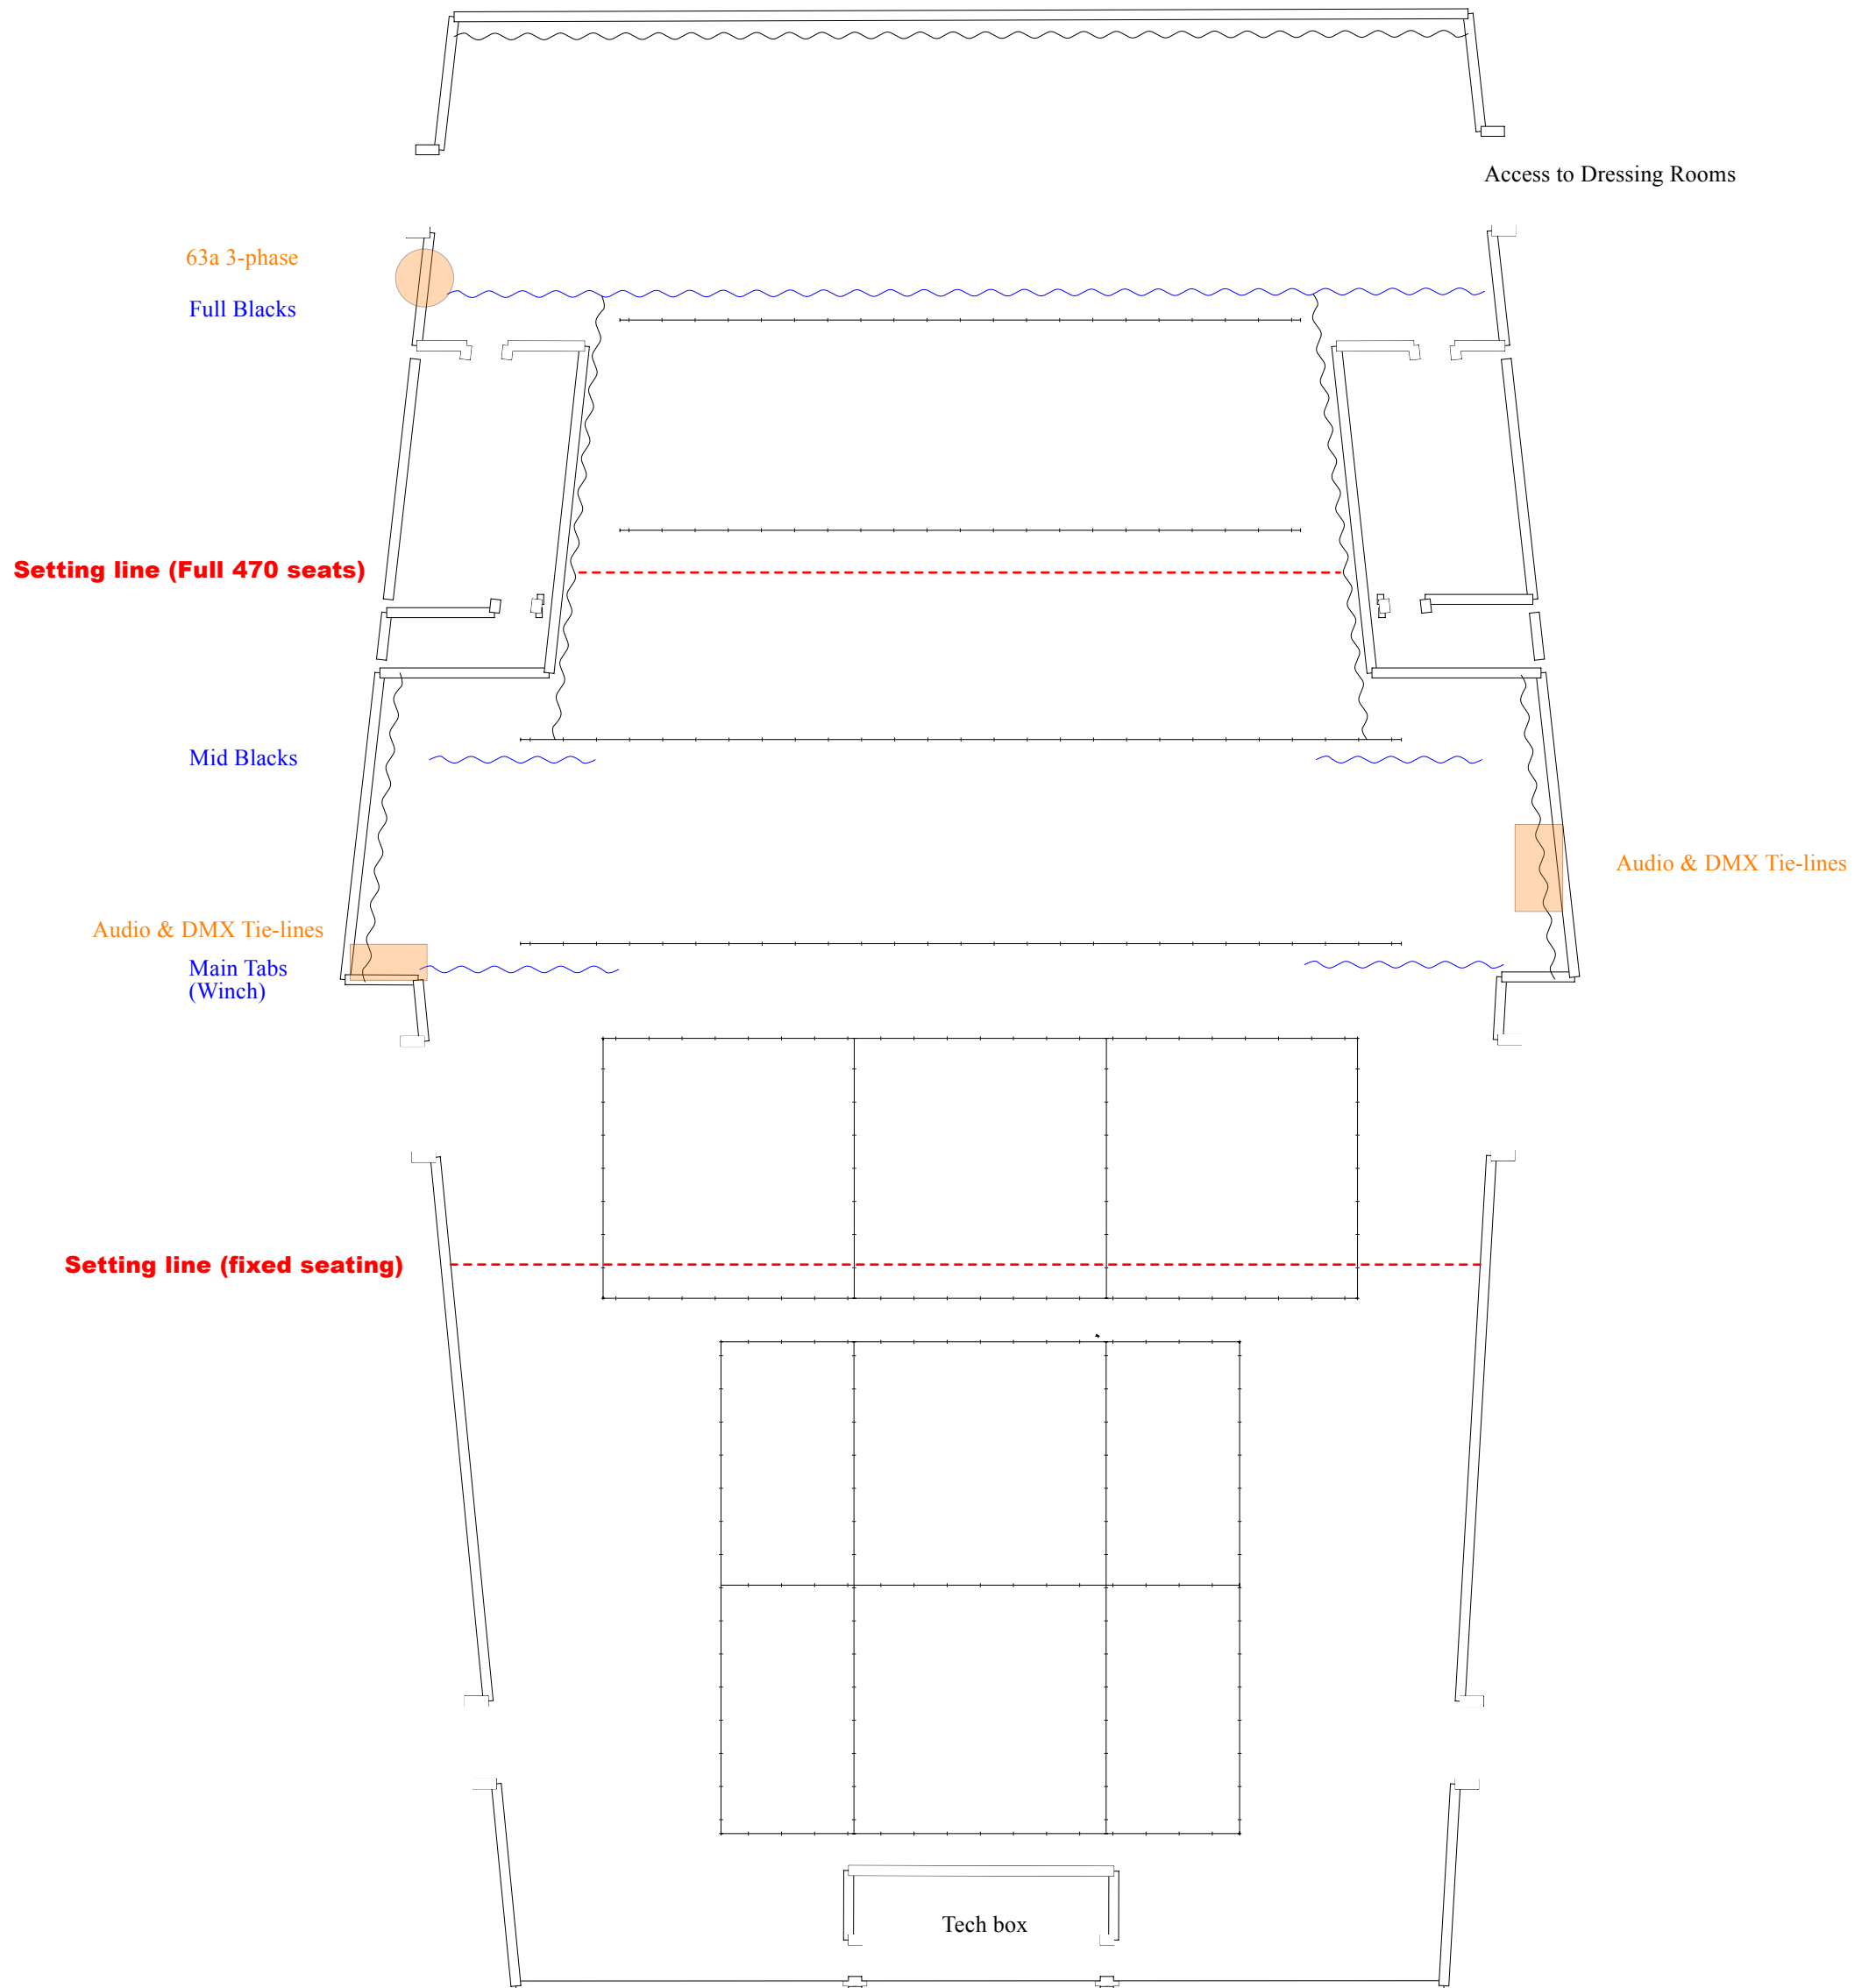 Access to Dressing Rooms
63a 3-phase
Full Blacks
Setting line (Full 470 seats)
Mid Blacks
Audio & DMX Tie-lines
Audio & DMX Tie-lines
Main Tabs
(Winch)
Setting line (fixed seating)
Tech box